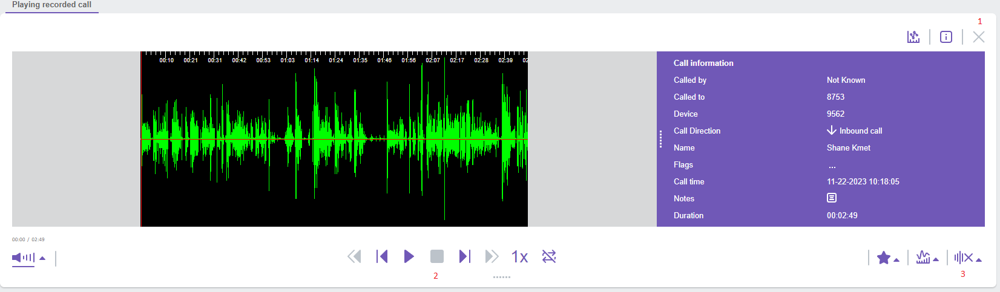 Playing recorded call
1
00:10 00:21 00:31 00:42 00:53 01:03 01:14 01:24 01:35 01:46 01:56 02:07 02:17 02:28 02:39 02
Call information
Called by Not Known
Called to 8753
Device 9562
Call Direction Inbound call
Name Shane Kmet
Flags ...
Call time 11-22-2023 10:18:05
Notes
Duration 00:02:49
00:00 / 02:49
1x
2
3